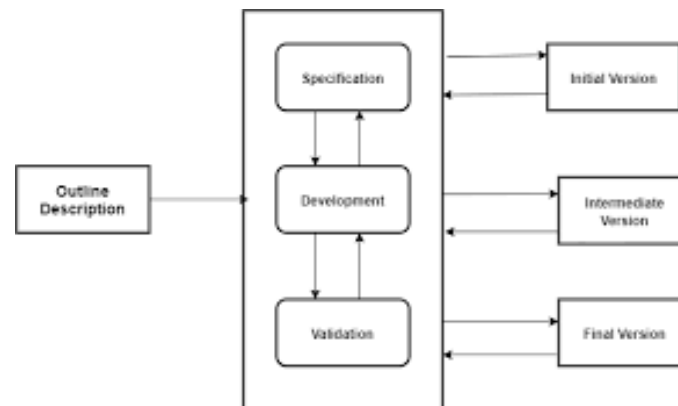 Specification
Initial Version
Outline
Description
Development
Intermediate
Version
Validation
Final Version